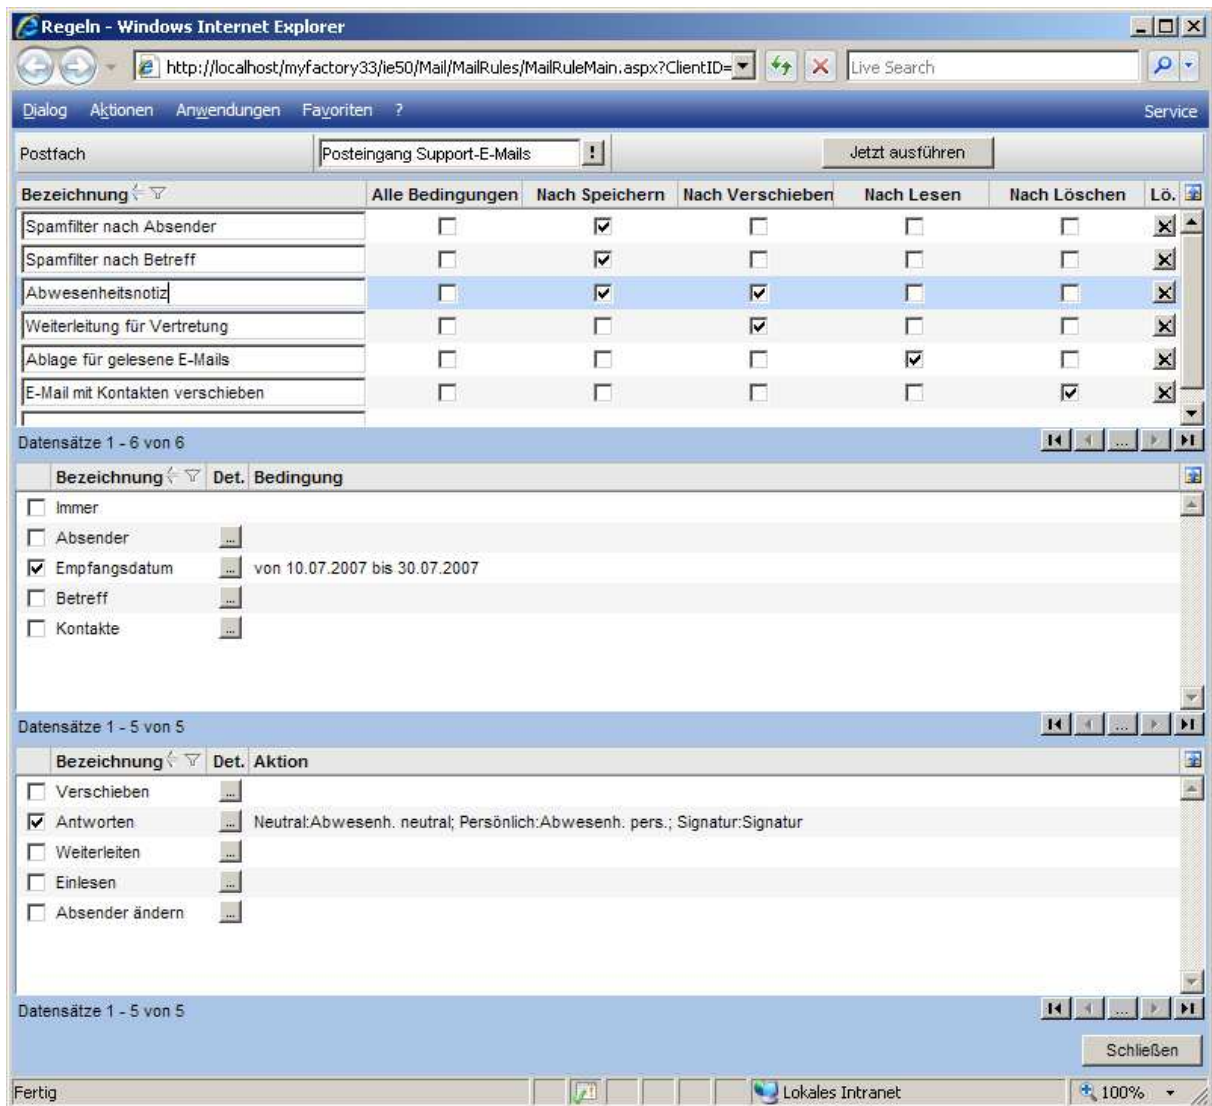 Regeln - Windows Internet Explorer
http://localhost/myfactory33/ie50/Mail/MailRules/MailRuleMain.aspx?ClientID= Live Search
Dialog Aktionen Anwendungen Favoriten ? Service
Postfach Posteingang Support-E-Mails ! Jetzt ausführen
Bezeichnung Alle Bedingungen Nach Speichern Nach Verschieben Nach Lesen Nach Löschen Lö.
Spamfilter nach Absender
Spamfilter nach Betreff
Abwesenheitsnotiz
Weiterleitung für Vertretung
Ablage für gelesene E-Mails
E-Mail mit Kontakten verschieben
Datensätze 1 - 6 von 6 ...
Bezeichnung Det. Bedingung
Immer
Absender ...
Empfangsdatum ... von 10.07.2007 bis 30.07.2007
Betreff ...
Kontakte ...
Datensätze 1 - 5 von 5 ...
Bezeichnung Det. Aktion
Verschieben ...
Antworten ... Neutral:Abwesenh. neutral; Persönlich:Abwesenh. pers.; Signatur:Signatur
Weiterleiten ...
Einlesen ...
Absender ändern ...
Datensätze 1 - 5 von 5 ...
Schließen
Fertig Lokales Intranet 100%